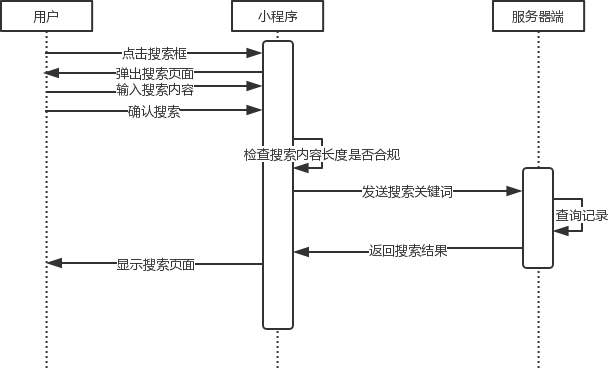 用户
小程序
服务器端
点击搜索框
弹出搜索页面
输入搜索内容
确认搜索
检查搜索内容长度是否合规
发送搜索关键词
查询记录
返回搜索结果
显示搜索页面